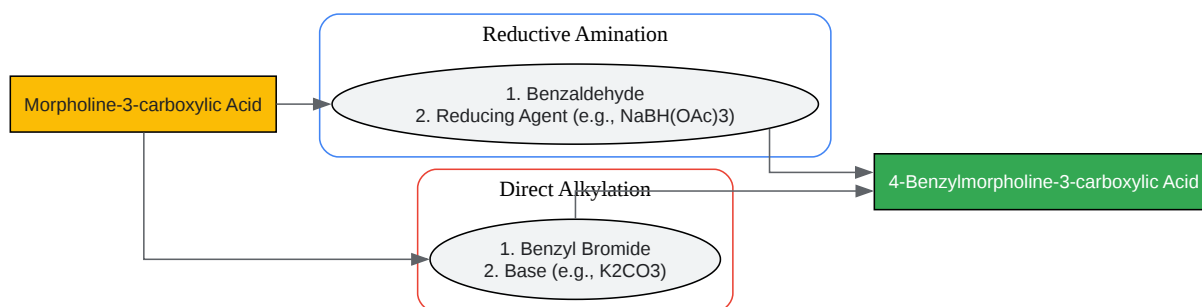 Reductive Amination
Morpholine-3-carboxylic Acid
1. Benzaldehyde
2. Reducing Agent (e.g., NaBH(OAc)3)
Direct Alkylation
4-Benzylmorpholine-3-carboxylic Acid
1. Benzyl Bromide
2. Base (e.g., K2CO3)